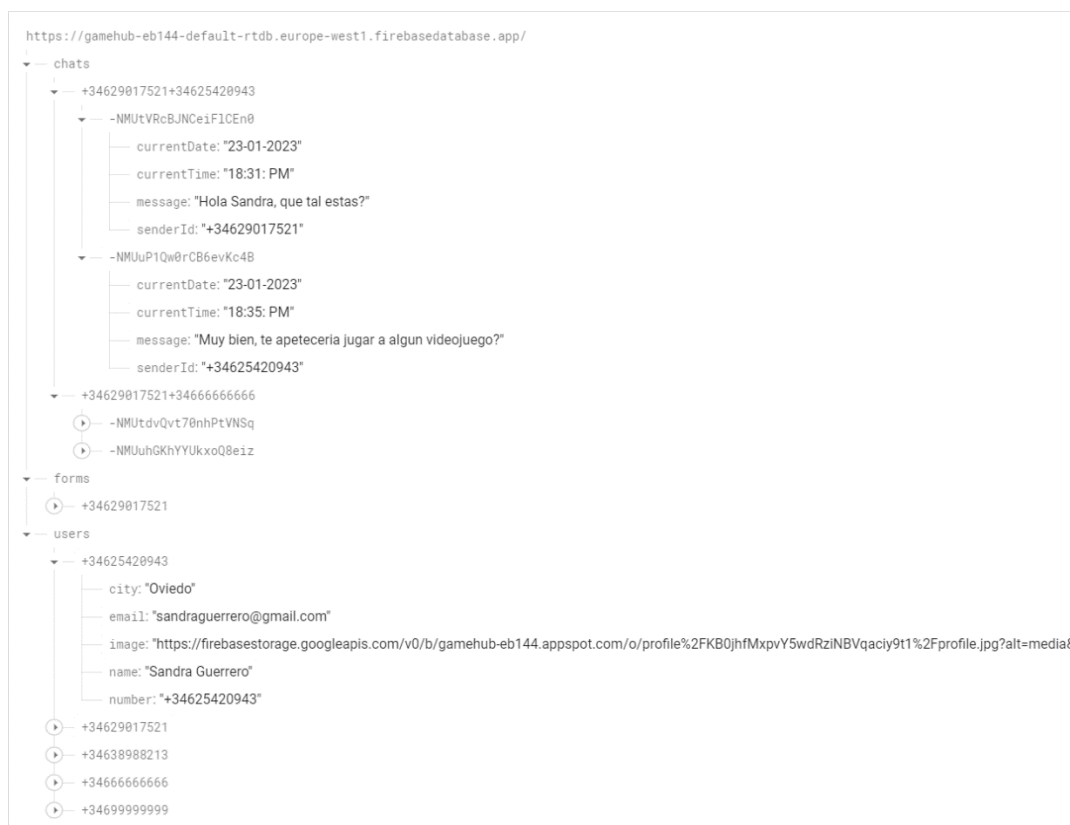 https://gamehub-eb144-default-rtdb.europe-west1.firebasedatabase.app/
chats
+34629017521+34625420943
-NMUtVRcBJNCeiFlCEn0
currentDate: "23-01-2023"
currentTime: "18:31: PM"
message: "Hola Sandra, que tal estas?"
senderId: "+34629017521"
-NMUuP1Qw0rCB6evKc4B
currentDate: "23-01-2023"
currentTime: "18:35: PM"
message: "Muy bien, te apeteceria jugar a algun videojuego?"
senderId: "+34625420943"
+34629017521+34666666666
-NMUtdvQvt70nhPtVNSq
-NMUuhGKhYYUkxoQ8eiz
forms
+34629017521
users
+34625420943
city: "Oviedo"
email: "sandraguerrero@gmail.com"
image: "https://firebasestorage.googleapis.com/v0/b/gamehub-eb144.appspot.com/o/profile%2FKB0jhfMxpvY5wdRziNBVqaciy9t1%2Fprofile.jpg?alt=media&
name: "Sandra Guerrero"
number: "+34625420943"
+34629017521
+34638988213
+34666666666
+34699999999